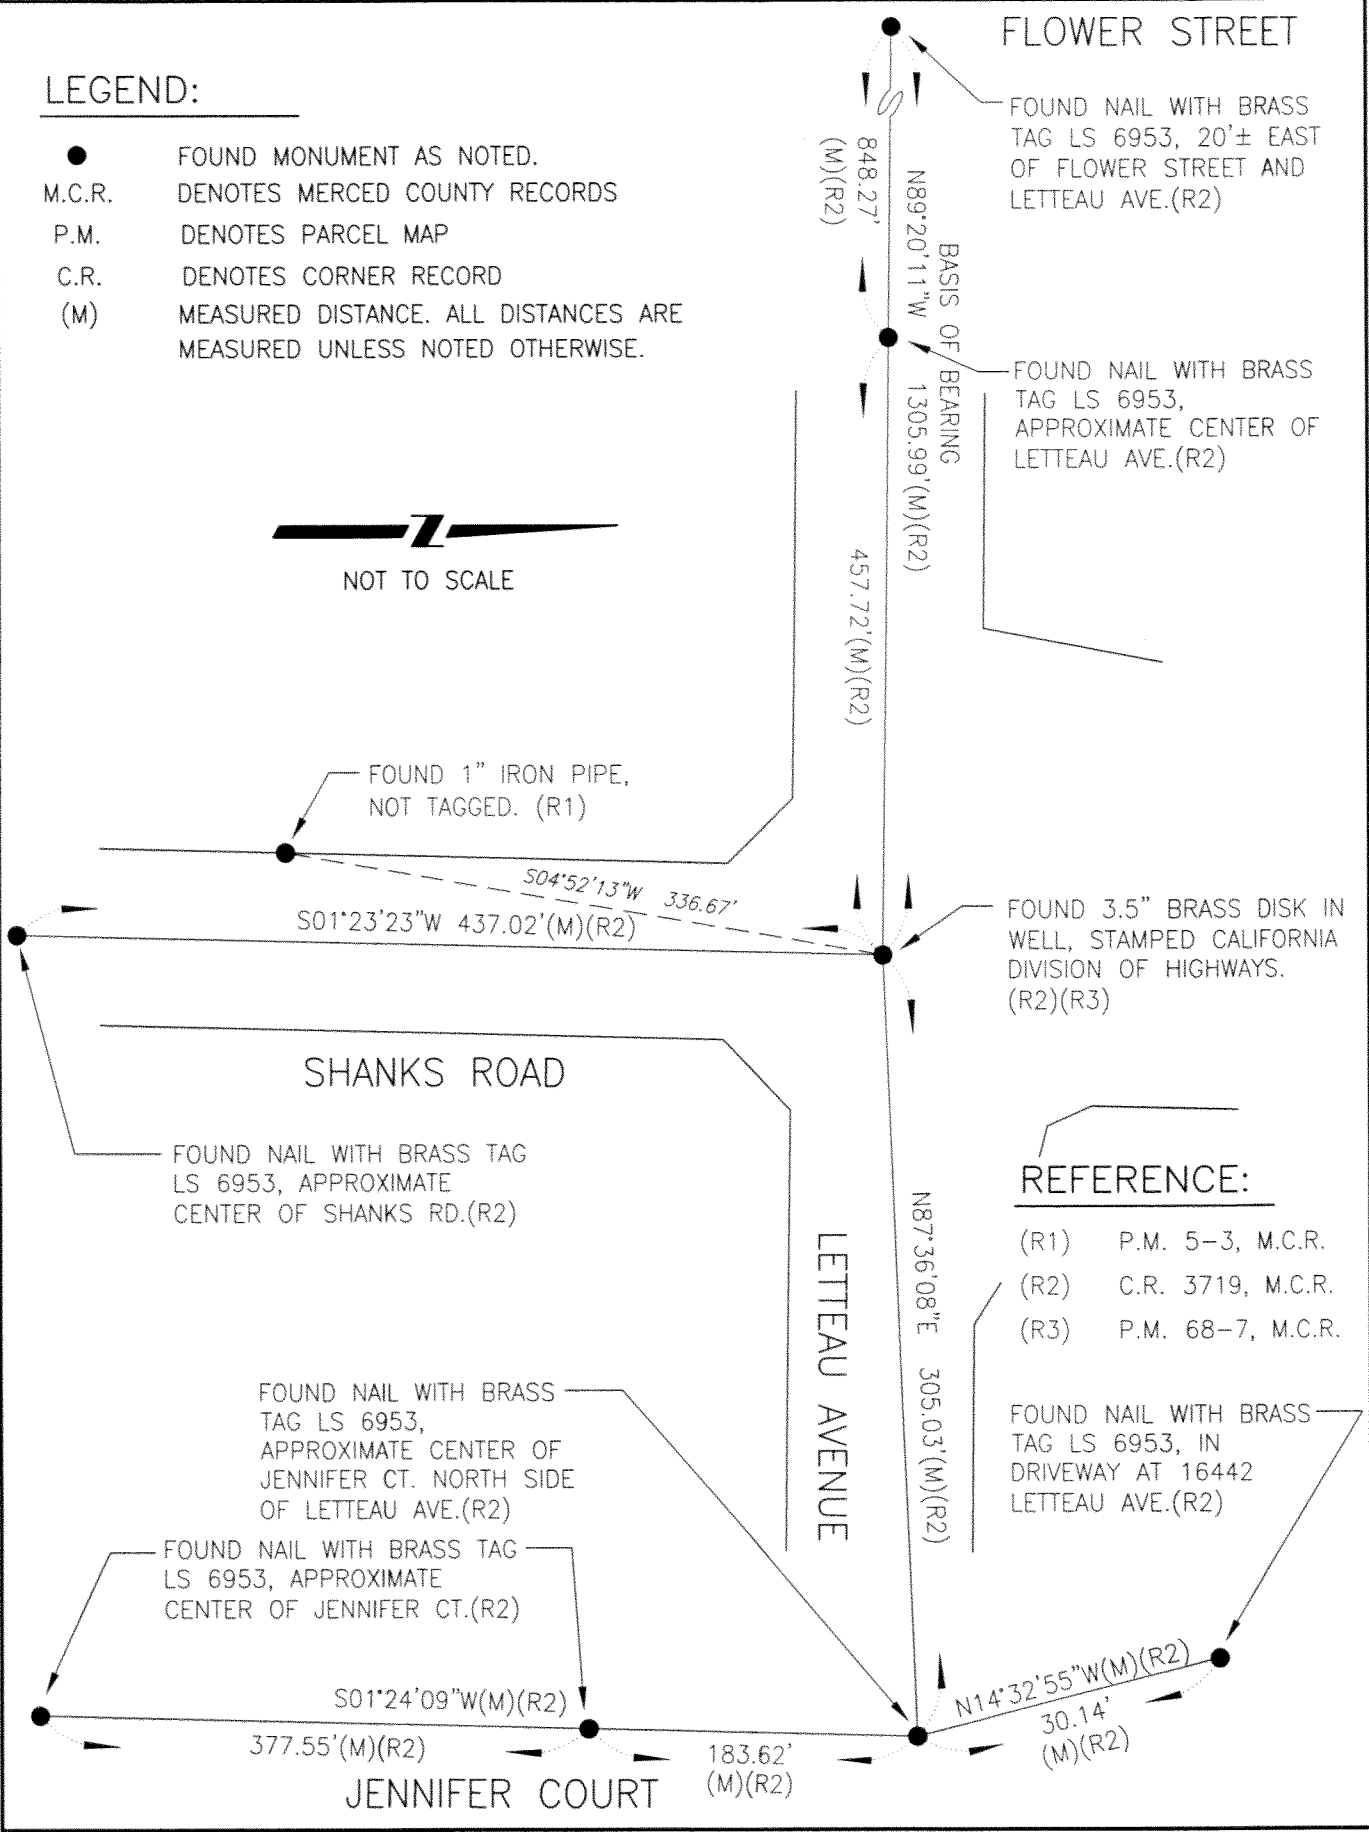 FLOWER STREET
LEGEND:
FOUND MONUMENT AS NOTED.
M.C.R. DENOTES MERCED COUNTY RECORDS
P.M. DENOTES PARCEL MAP
C.R. DENOTES CORNER RECORD
(M) MEASURED DISTANCE. ALL DISTANCES ARE
MEASURED UNLESS NOTED OTHERWISE.
FOUND NAIL WITH BRASS
TAG LS 6953, 20'± EAST
OF FLOWER STREET AND
LETTEAU AVE.(R2)
848.27'
(M)(R2)
BASIS OF BEARING
N89°20'11"W 1305.99'(M)(R2)
FOUND NAIL WITH BRASS
TAG LS 6953,
APPROXIMATE CENTER OF
LETTEAU AVE.(R2)
Z
NOT TO SCALE
457.72'(M)(R2)
FOUND 1" IRON PIPE,
NOT TAGGED. (R1)
S04°52'13"W 336.67'
S01°23'23"W 437.02'(M)(R2)
FOUND 3.5" BRASS DISK IN
WELL, STAMPED CALIFORNIA
DIVISION OF HIGHWAYS.
(R2)(R3)
SHANKS ROAD
FOUND NAIL WITH BRASS TAG
LS 6953, APPROXIMATE
CENTER OF SHANKS RD.(R2)
REFERENCE:
(R1) P.M. 5-3, M.C.R.
(R2) C.R. 3719, M.C.R.
(R3) P.M. 68-7, M.C.R.
LETTEAU AVENUE
N87°36'08"E 305.03'(M)(R2)
FOUND NAIL WITH BRASS
TAG LS 6953,
APPROXIMATE CENTER OF
JENNIFER CT. NORTH SIDE
OF LETTEAU AVE.(R2)
FOUND NAIL WITH BRASS
TAG LS 6953, IN
DRIVEWAY AT 16442
LETTEAU AVE.(R2)
FOUND NAIL WITH BRASS TAG
LS 6953, APPROXIMATE
CENTER OF JENNIFER CT.(R2)
S01°24'09"W(M)(R2)
377.55'(M)(R2)
183.62'
(M)(R2)
N14°32'55"W(M)(R2)
30.14'
(M)(R2)
JENNIFER COURT